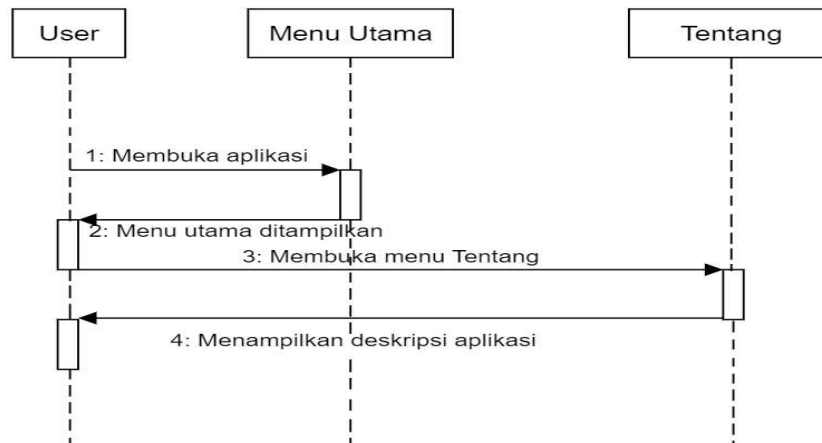 User
Menu Utama
Tentang
1: Membuka aplikasi
2: Menu utama ditampilkan
3: Membuka menu Tentang
4: Menampilkan deskripsi aplikasi